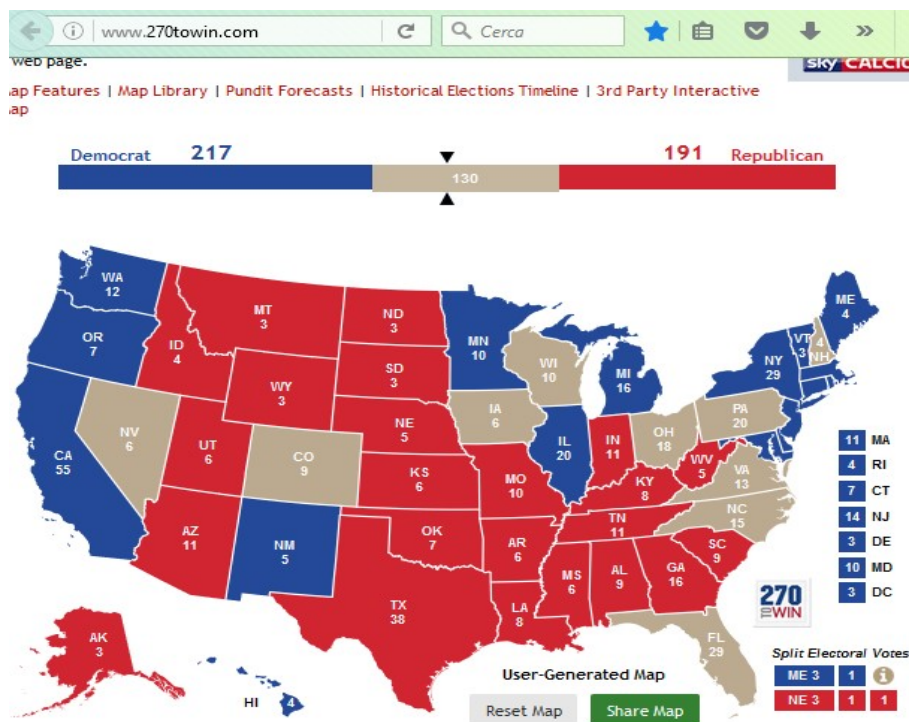 www.270towin.com
Cerca
web page.
sky CALCIO
ap Features | Map Library | Pundit Forecasts | Historical Elections Timeline | 3rd Party Interactive
ap
Democrat 217 191 Republican
130
WA
12
OR
7
CA
55
NV
6
ID
4
MT
3
WY
3
UT
6
AZ
11
CO
9
NM
5
ND
3
SD
3
NE
5
KS
6
OK
7
TX
38
MN
10
IA
6
MO
10
AR
6
LA
8
WI
10
IL
20
MI
16
IN
11
OH
18
KY
8
TN
11
MS
6
AL
9
GA
16
FL
29
SC
9
NC
15
VA
13
WV
5
PA
20
NY
29
VT
3
4
NH
ME
4
AK
3
HI 4
11 MA
4 RI
7 CT
14 NJ
3 DE
10 MD
3 DC
270
TO WIN
Split Electoral Votes
ME 3 1 i
NE 3 1 1
User-Generated Map
Reset Map Share Map